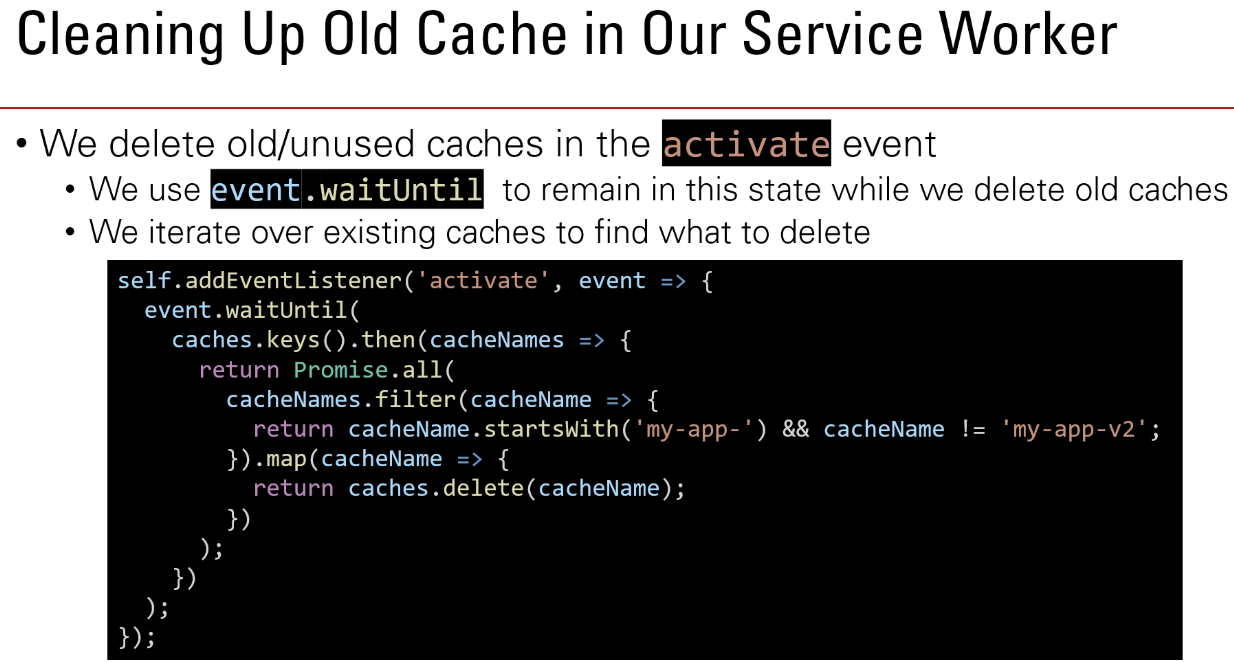 Cleaning Up Old Cache in Our Service Worker
• We delete old/unused caches in the activate event
• We use event.waitUntil to remain in this state while we delete old caches
• We iterate over existing caches to find what to delete
self.addEventListener('activate', event => {
  event.waitUntil(
    caches.keys().then(cacheNames => {
      return Promise.all(
        cacheNames.filter(cacheName => {
          return cacheName.startsWith('my-app-') && cacheName != 'my-app-v2';
        }).map(cacheName => {
          return caches.delete(cacheName);
        })
      );
    })
  );
});